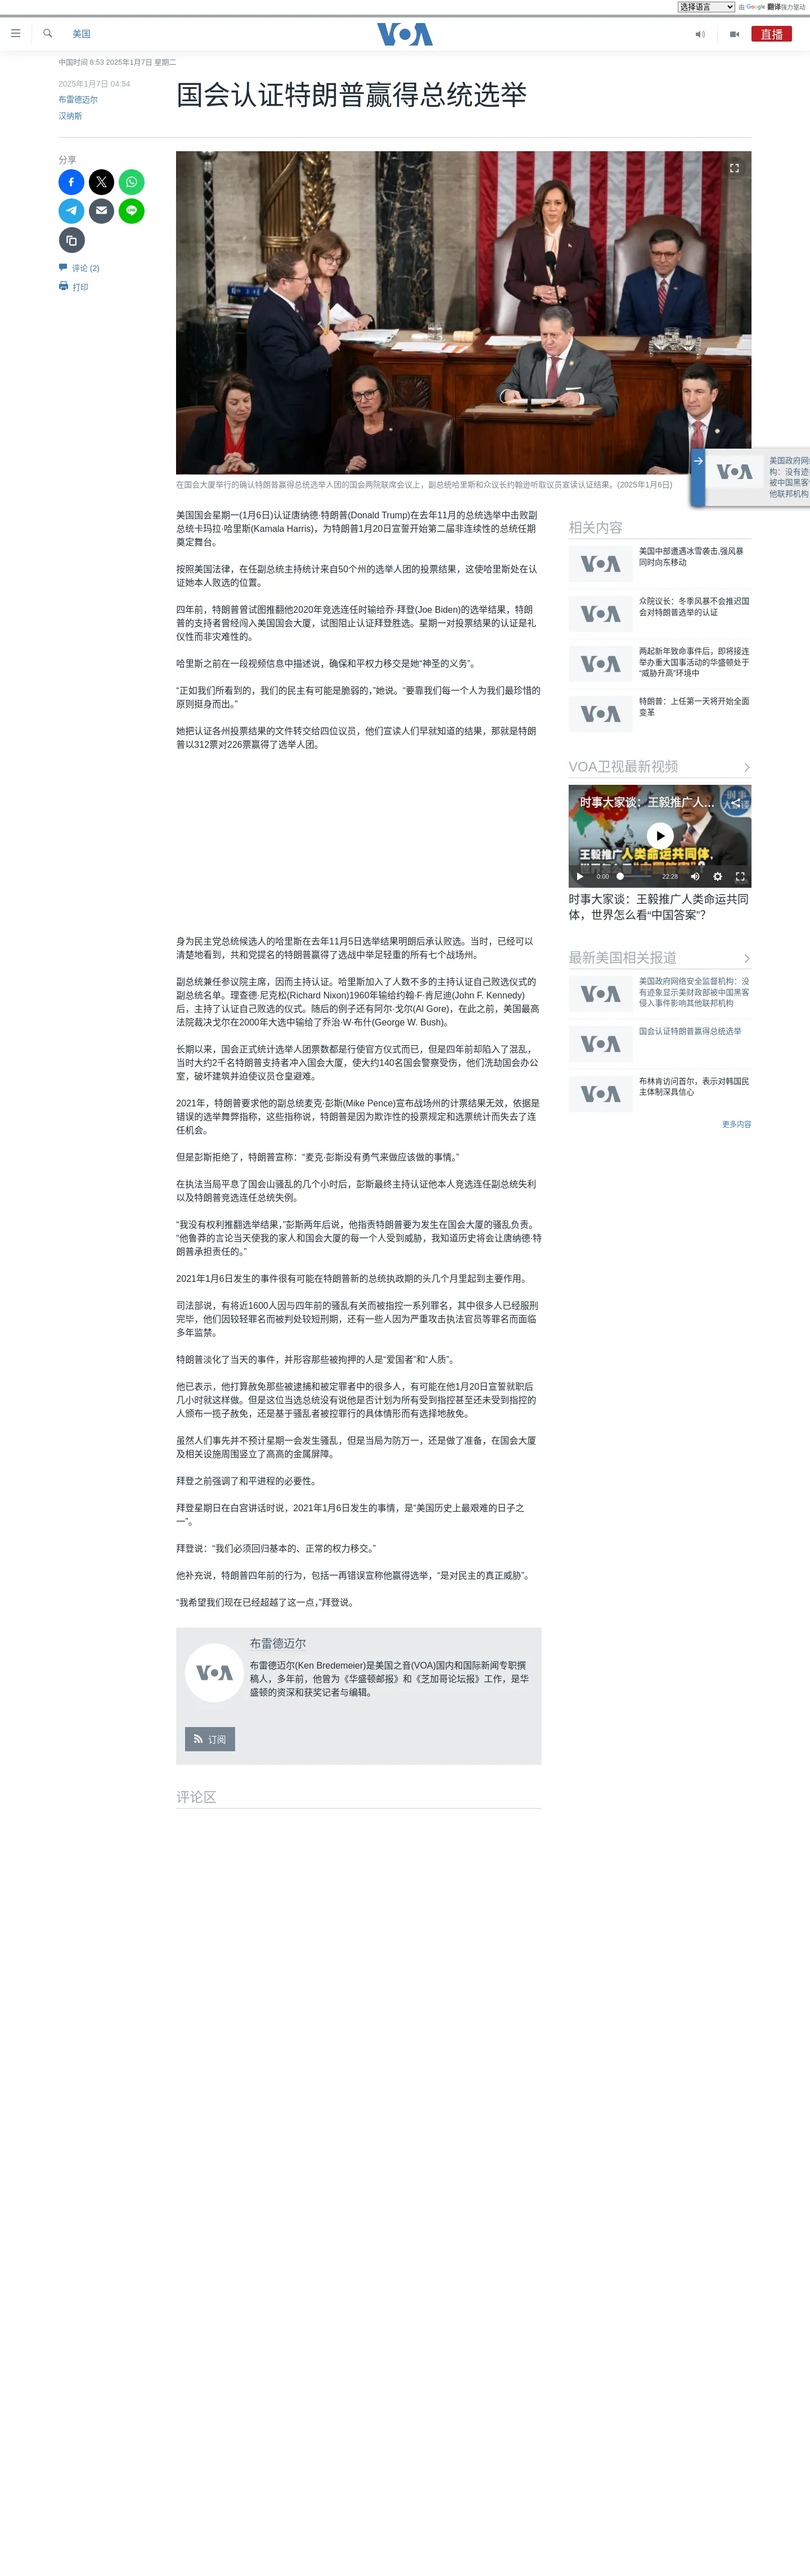 选择语言 由 Google 翻译强力驱动
美国
VOA
直播
中国时间 8:53 2025年1月7日 星期二
2025年1月7日 04:54
布雷德迈尔
汉纳斯
国会认证特朗普赢得总统选举
分享
评论 (2)
打印
在国会大厦举行的确认特朗普赢得总统选举人团的国会两院联席会议上，副总统哈里斯和众议长约翰逊听取议员宣读认证结果。(2025年1月6日)
美国国会星期一(1月6日)认证唐纳德·特朗普(Donald Trump)在去年11月的总统选举中击败副
总统卡玛拉·哈里斯(Kamala Harris)，为特朗普1月20日宣誓开始第二届非连续性的总统任期
奠定舞台。
按照美国法律，在任副总统主持统计来自50个州的选举人团的投票结果，这使哈里斯处在认
证她本人败选的位置。
四年前，特朗普曾试图推翻他2020年竞选连任时输给乔·拜登(Joe Biden)的选举结果，特朗
普的支持者曾经闯入美国国会大厦，试图阻止认证拜登胜选。星期一对投票结果的认证是礼
仪性而非灾难性的。
哈里斯之前在一段视频信息中描述说，确保和平权力移交是她“神圣的义务”。
“正如我们所看到的，我们的民主有可能是脆弱的，”她说。“要靠我们每一个人为我们最珍惜的
原则挺身而出。”
她把认证各州投票结果的文件转交给四位议员，他们宣读人们早就知道的结果，那就是特朗
普以312票对226票赢得了选举人团。
身为民主党总统候选人的哈里斯在去年11月5日选举结果明朗后承认败选。当时，已经可以
清楚地看到，共和党提名的特朗普赢得了选战中举足轻重的所有七个战场州。
副总统兼任参议院主席，因而主持认证。哈里斯加入了人数不多的主持认证自己败选仪式的
副总统名单。理查德·尼克松(Richard Nixon)1960年输给约翰·F·肯尼迪(John F. Kennedy)
后，主持了认证自己败选的仪式。随后的例子还有阿尔·戈尔(Al Gore)，在此之前，美国最高
法院裁决戈尔在2000年大选中输给了乔治·W·布什(George W. Bush)。
长期以来，国会正式统计选举人团票数都是行使官方仪式而已，但是四年前却陷入了混乱，
当时大约2千名特朗普支持者冲入国会大厦，使大约140名国会警察受伤，他们洗劫国会办公
室，破坏建筑并迫使议员仓皇避难。
2021年，特朗普要求他的副总统麦克·彭斯(Mike Pence)宣布战场州的计票结果无效，依据是
错误的选举舞弊指称，这些指称说，特朗普是因为欺诈性的投票规定和选票统计而失去了连
任机会。
但是彭斯拒绝了，特朗普宣称：“麦克·彭斯没有勇气来做应该做的事情。”
在执法当局平息了国会山骚乱的几个小时后，彭斯最终主持认证他本人竞选连任副总统失利
以及特朗普竞选连任总统失例。
“我没有权利推翻选举结果，”彭斯两年后说，他指责特朗普要为发生在国会大厦的骚乱负责。
“他鲁莽的言论当天使我的家人和国会大厦的每一个人受到威胁，我知道历史将会让唐纳德·特
朗普承担责任的。”
2021年1月6日发生的事件很有可能在特朗普新的总统执政期的头几个月里起到主要作用。
司法部说，有将近1600人因与四年前的骚乱有关而被指控一系列罪名，其中很多人已经服刑
完毕，他们因较轻罪名而被判处较短刑期，还有一些人因为严重攻击执法官员等罪名而面临
多年监禁。
特朗普淡化了当天的事件，并形容那些被拘押的人是“爱国者”和“人质”。
他已表示，他打算赦免那些被逮捕和被定罪者中的很多人，有可能在他1月20日宣誓就职后
几小时就这样做。但是这位当选总统没有说他是否计划为所有受到指控甚至还未受到指控的
人颁布一揽子赦免，还是基于骚乱者被控罪行的具体情形而有选择地赦免。
虽然人们事先并不预计星期一会发生骚乱，但是当局为防万一，还是做了准备，在国会大厦
及相关设施周围竖立了高高的金属屏障。
拜登之前强调了和平进程的必要性。
拜登星期日在白宫讲话时说，2021年1月6日发生的事情，是“美国历史上最艰难的日子之
一”。
拜登说：“我们必须回归基本的、正常的权力移交。”
他补充说，特朗普四年前的行为，包括一再错误宣称他赢得选举，“是对民主的真正威胁”。
“我希望我们现在已经超越了这一点，”拜登说。
VOA
布雷德迈尔
布雷德迈尔(Ken Bredemeier)是美国之音(VOA)国内和国际新闻专职撰
稿人，多年前，他曾为《华盛顿邮报》和《芝加哥论坛报》工作，是华
盛顿的资深和获奖记者与编辑。
订阅
评论区
VOA
美国政府网络
构：没有迹象
被中国黑客侵
他联邦机构
相关内容
VOA
美国中部遭遇冰雪袭击,强风暴
同时向东移动
VOA
众院议长：冬季风暴不会推迟国
会对特朗普选举的认证
VOA
两起新年致命事件后，即将接连
举办重大国事活动的华盛顿处于
“威胁升高”环境中
VOA
特朗普：上任第一天将开始全面
变革
VOA卫视最新视频
时事大家谈：王毅推广人...
王毅推广人类命运共同体，
0:00
22:28
时事大家谈：王毅推广人类命运共同
体，世界怎么看“中国答案”？
最新美国相关报道
VOA
美国政府网络安全监督机构：没
有迹象显示美财政部被中国黑客
侵入事件影响其他联邦机构
VOA
国会认证特朗普赢得总统选举
VOA
布林肯访问首尔，表示对韩国民
主体制深具信心
更多内容